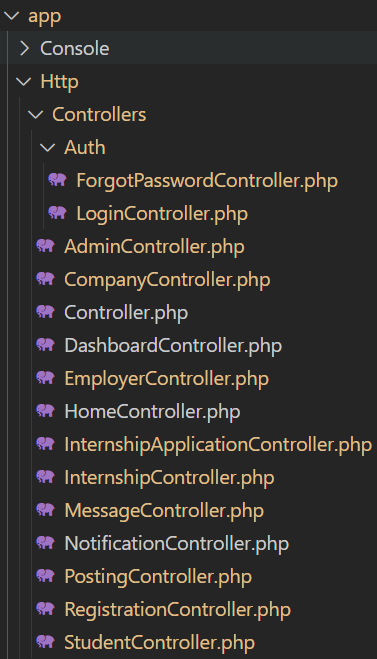 app
Console
Http
Controllers
Auth
ForgotPasswordController.php
LoginController.php
AdminController.php
CompanyController.php
Controller.php
DashboardController.php
EmployerController.php
HomeController.php
InternshipApplicationController.php
InternshipController.php
MessageController.php
NotificationController.php
PostingController.php
RegistrationController.php
StudentController.php